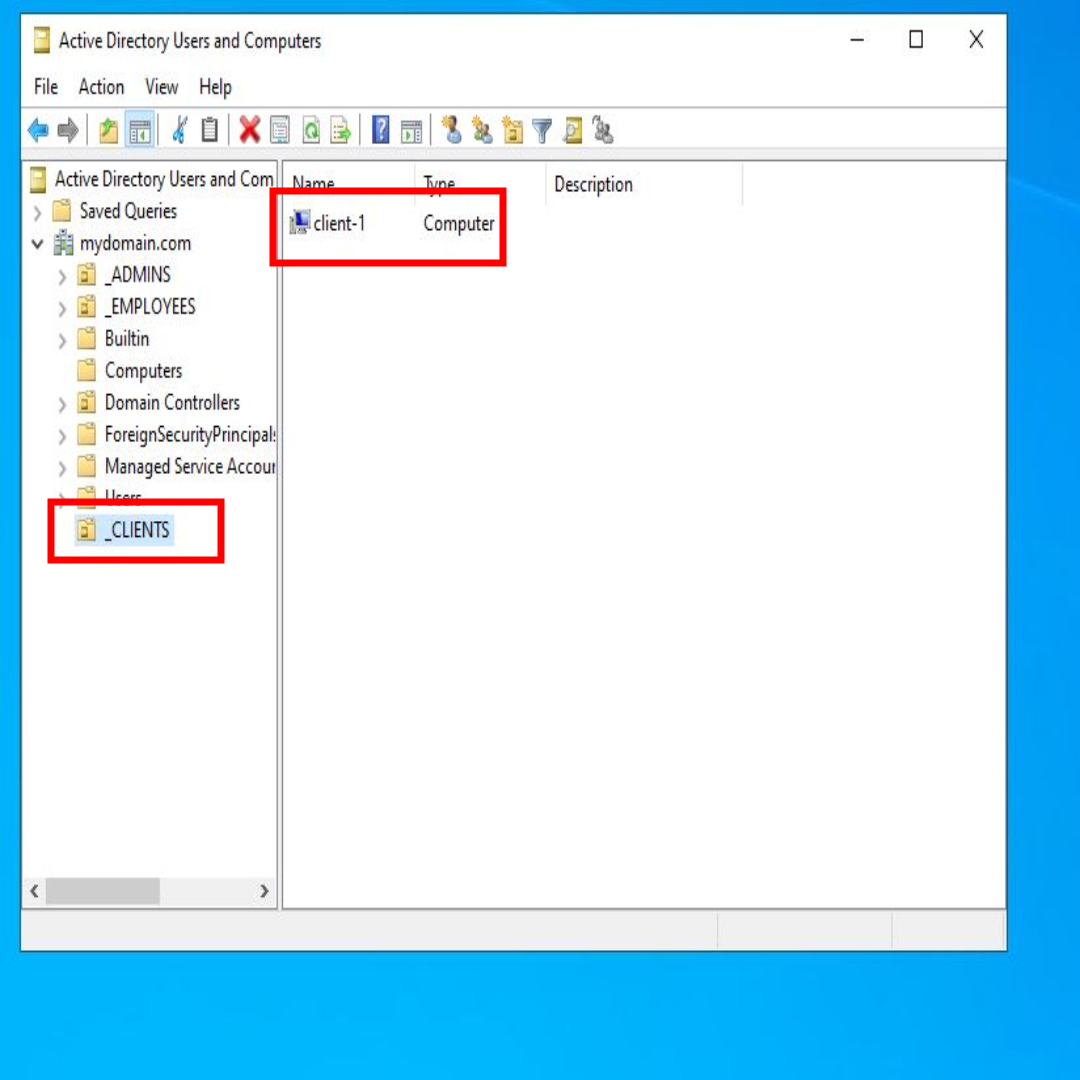 Active Directory Users and Computers
File Action View Help
Active Directory Users and Com
Saved Queries
mydomain.com
_ADMINS
_EMPLOYEES
Builtin
Computers
Domain Controllers
ForeignSecurityPrincipals
Managed Service Accour
Users
_CLIENTS
Name Type Description
client-1 Computer